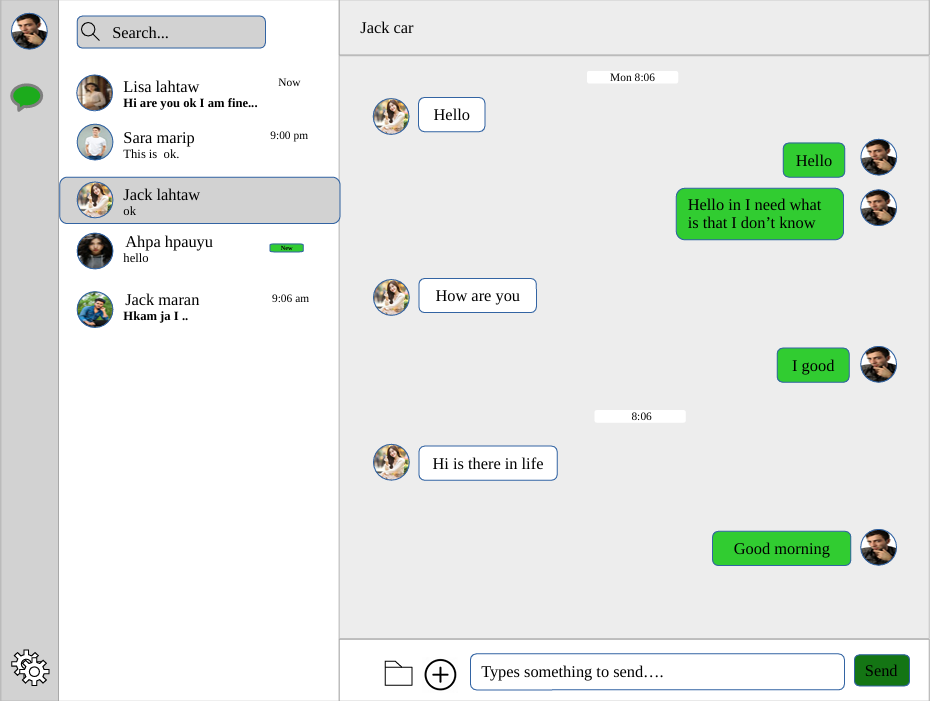 Search...
Lisa lahtaw
Now
Hi are you ok I am fine...
Sara marip
9:00 pm
This is ok.
Jack lahtaw
ok
Ahpa hpauyu
New
hello
Jack maran
9:06 am
Hkam ja I ..
Jack car
Mon 8:06
Hello
Hello
Hello in I need what
is that I don’t know
How are you
I good
8:06
Hi is there in life
Good morning
Types something to send….
Send